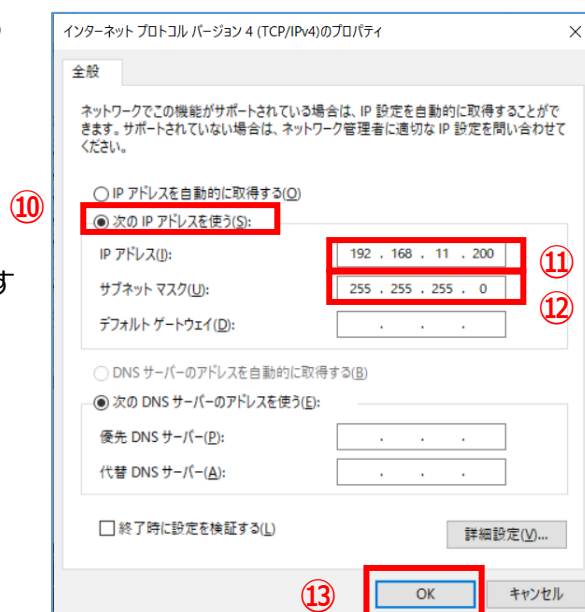 インターネット プロトコル バージョン 4 (TCP/IPv4)のプロパティ
全般
ネットワークでこの機能がサポートされている場合は、IP 設定を自動的に取得することがで
きます。サポートされていない場合は、ネットワーク管理者に適切な IP 設定を問い合わせて
ください。
IP アドレスを自動的に取得する(O)
⑩
次の IP アドレスを使う(S):
IP アドレス(I): 192 . 168 . 11 . 200 ⑪
す
サブネット マスク(U): 255 . 255 . 255 . 0 ⑫
デフォルト ゲートウェイ(D): . . .
DNS サーバーのアドレスを自動的に取得する(B)
次の DNS サーバーのアドレスを使う(E):
優先 DNS サーバー(P): . . .
代替 DNS サーバー(A): . . .
終了時に設定を検証する(L)
詳細設定(V)...
⑬ OK キャンセル